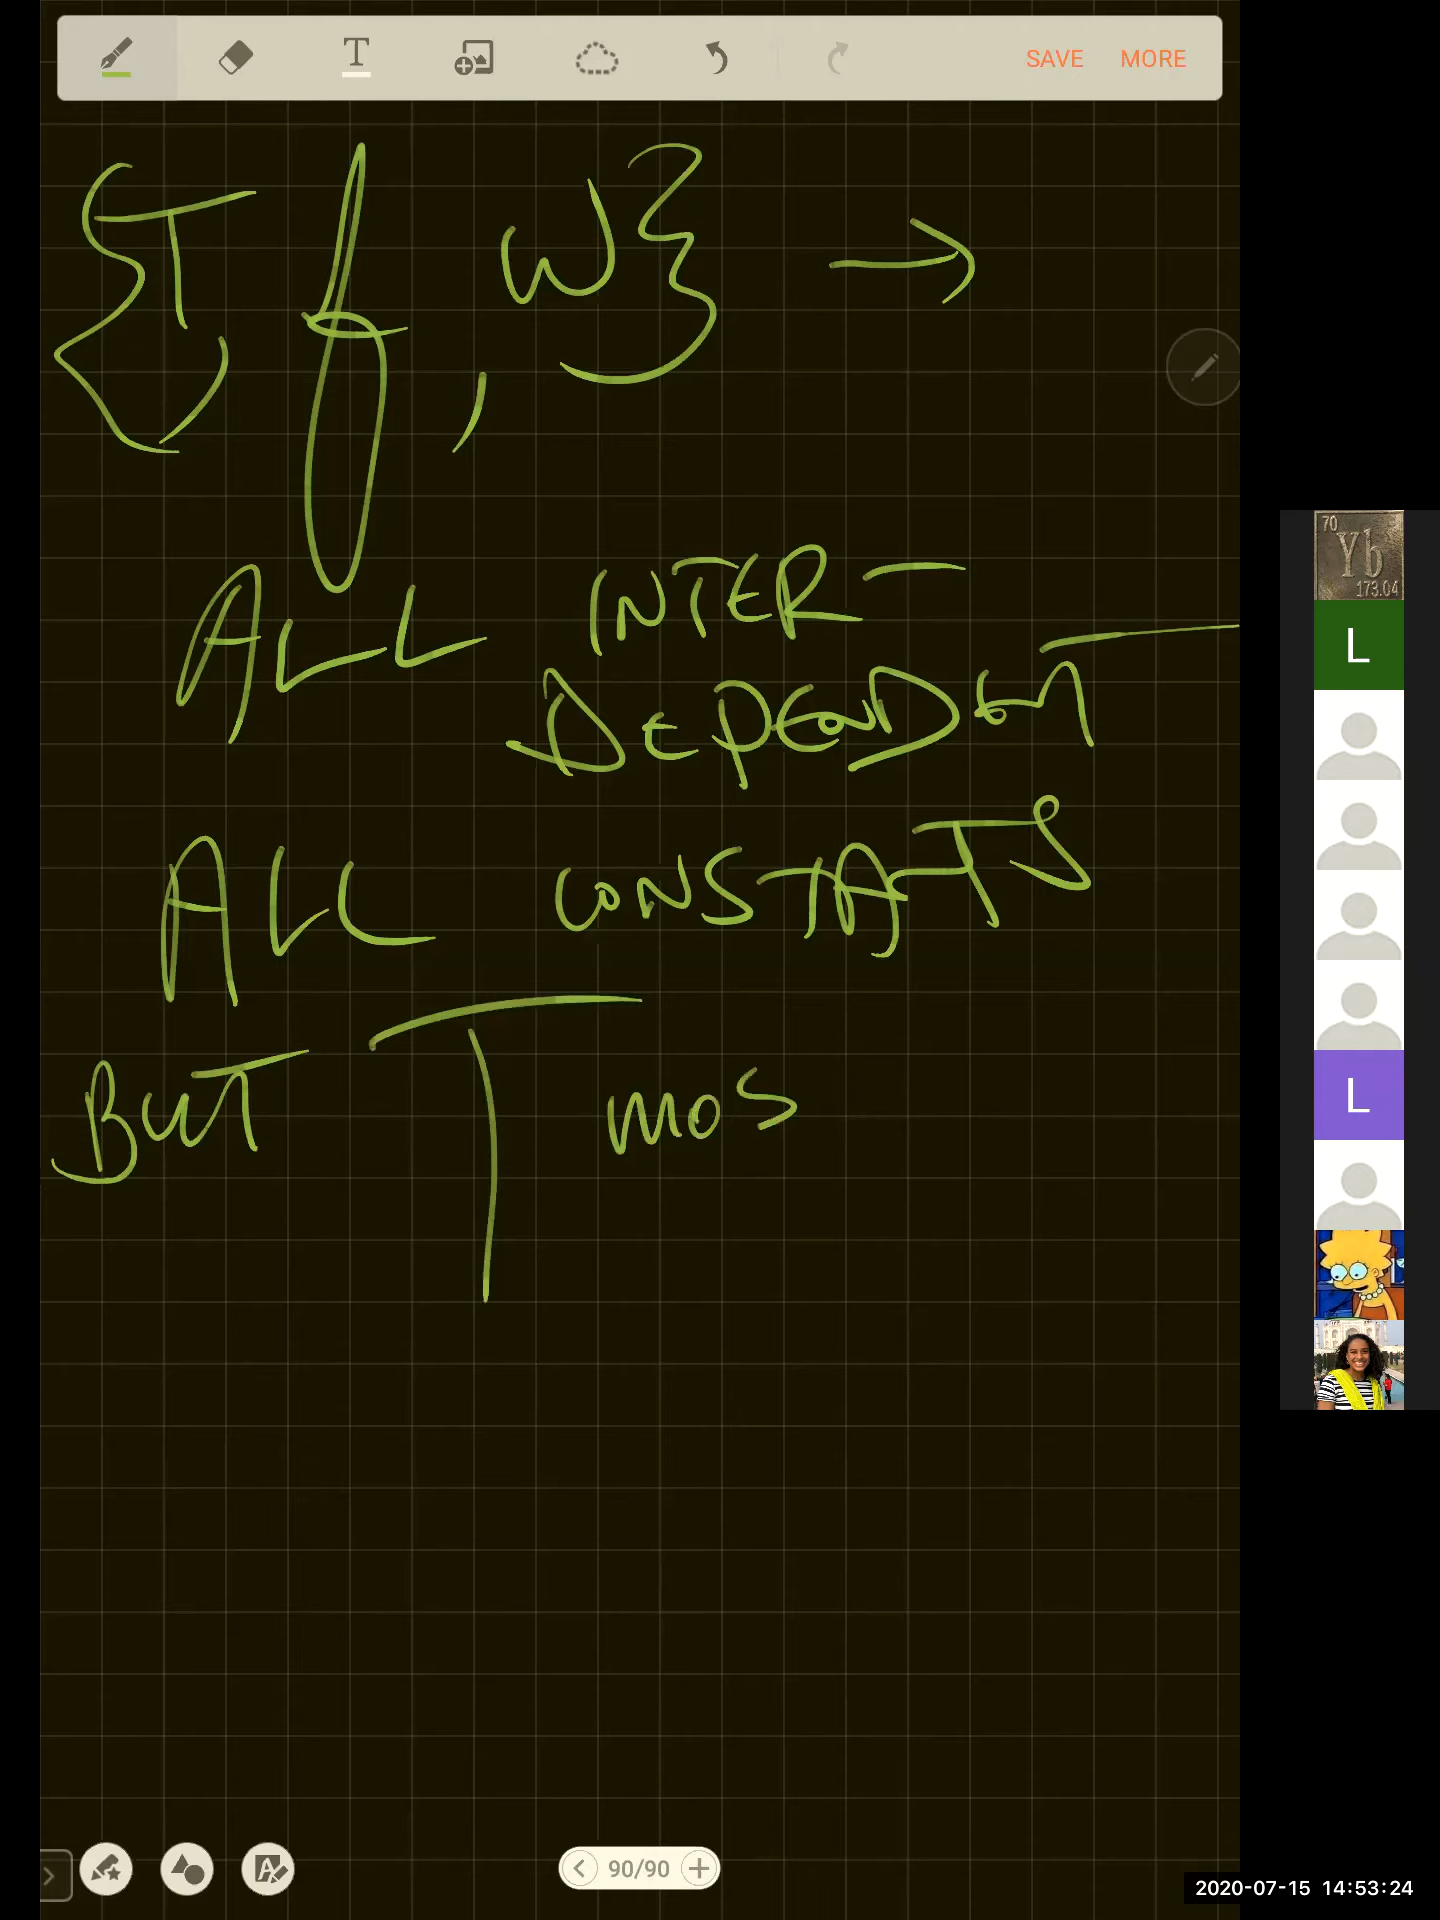 SAVE MORE
{T, f, W} →
ALL INTER-
DEPENDENT
ALL CONSTATS
BUT T MOS
70
Yb
173.04
L
L
90/90
2020-07-15 14:53:24